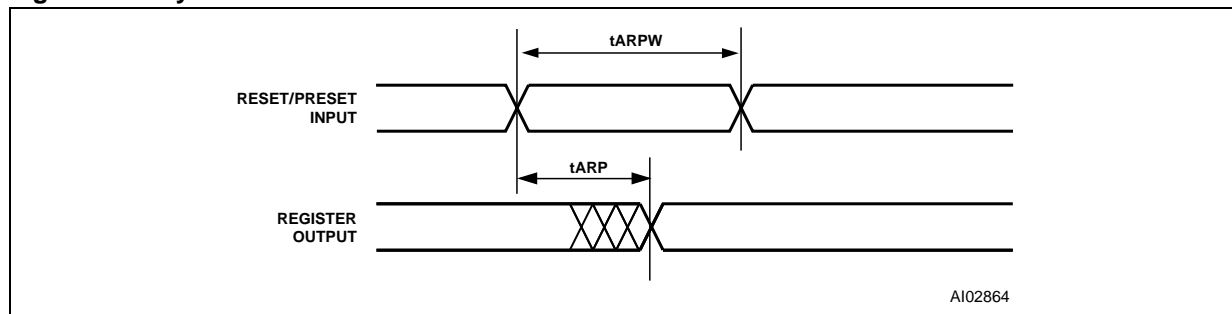 tARPW
RESET/PRESET
INPUT
tARP
REGISTER
OUTPUT
AI02864